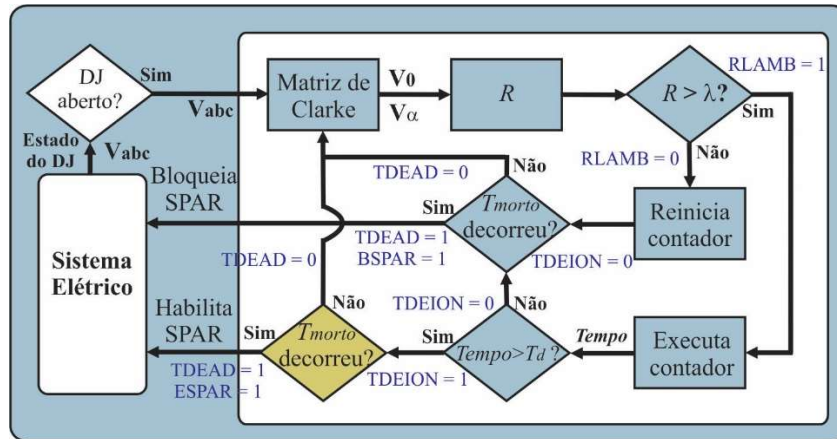 DJ
aberto?
Sim
Vabc
Estado
do DJ
Vabc
Matriz de
Clarke
V0
Vα
R
R > λ?
RLAMB = 1
Sim
RLAMB = 0
Não
Reinicia
contador
TDEION = 0
Não
TDEAD = 0
Tmorto
decorreu?
Sim
TDEAD = 1
BSPAR = 1
Bloqueia
SPAR
Sistema
Elétrico
TDEAD = 0
TDEION = 0
Não
Não
Habilita
SPAR
Sim
Tmorto
decorreu?
TDEAD = 1
ESPAR = 1
Sim
TDEION = 1
Tempo>Td ?
Tempo
Executa
contador